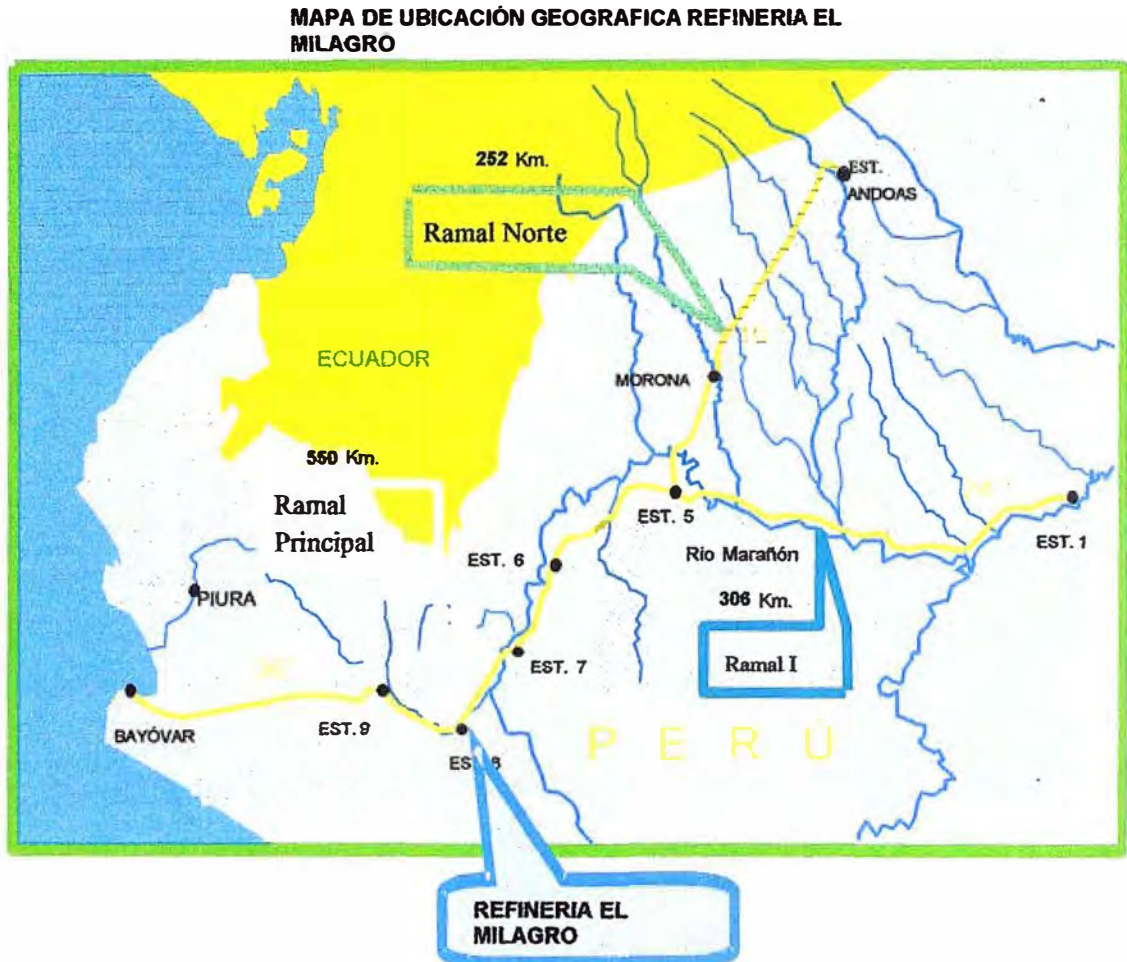 MAPA DE UBICACIÓN GEOGRAFICA REFINERIA EL
MILAGRO
252 Km.
EST.
ANDOAS
Ramal Norte
ECUADOR
MORONA
550 Km.
Ramal
Principal
EST. 5
EST. 1
EST. 6
Río Marañón
PIURA
306 Km.
EST. 7
Ramal I
BAYÓVAR
EST. 9
PERÚ
REFINERIA EL
MILAGRO